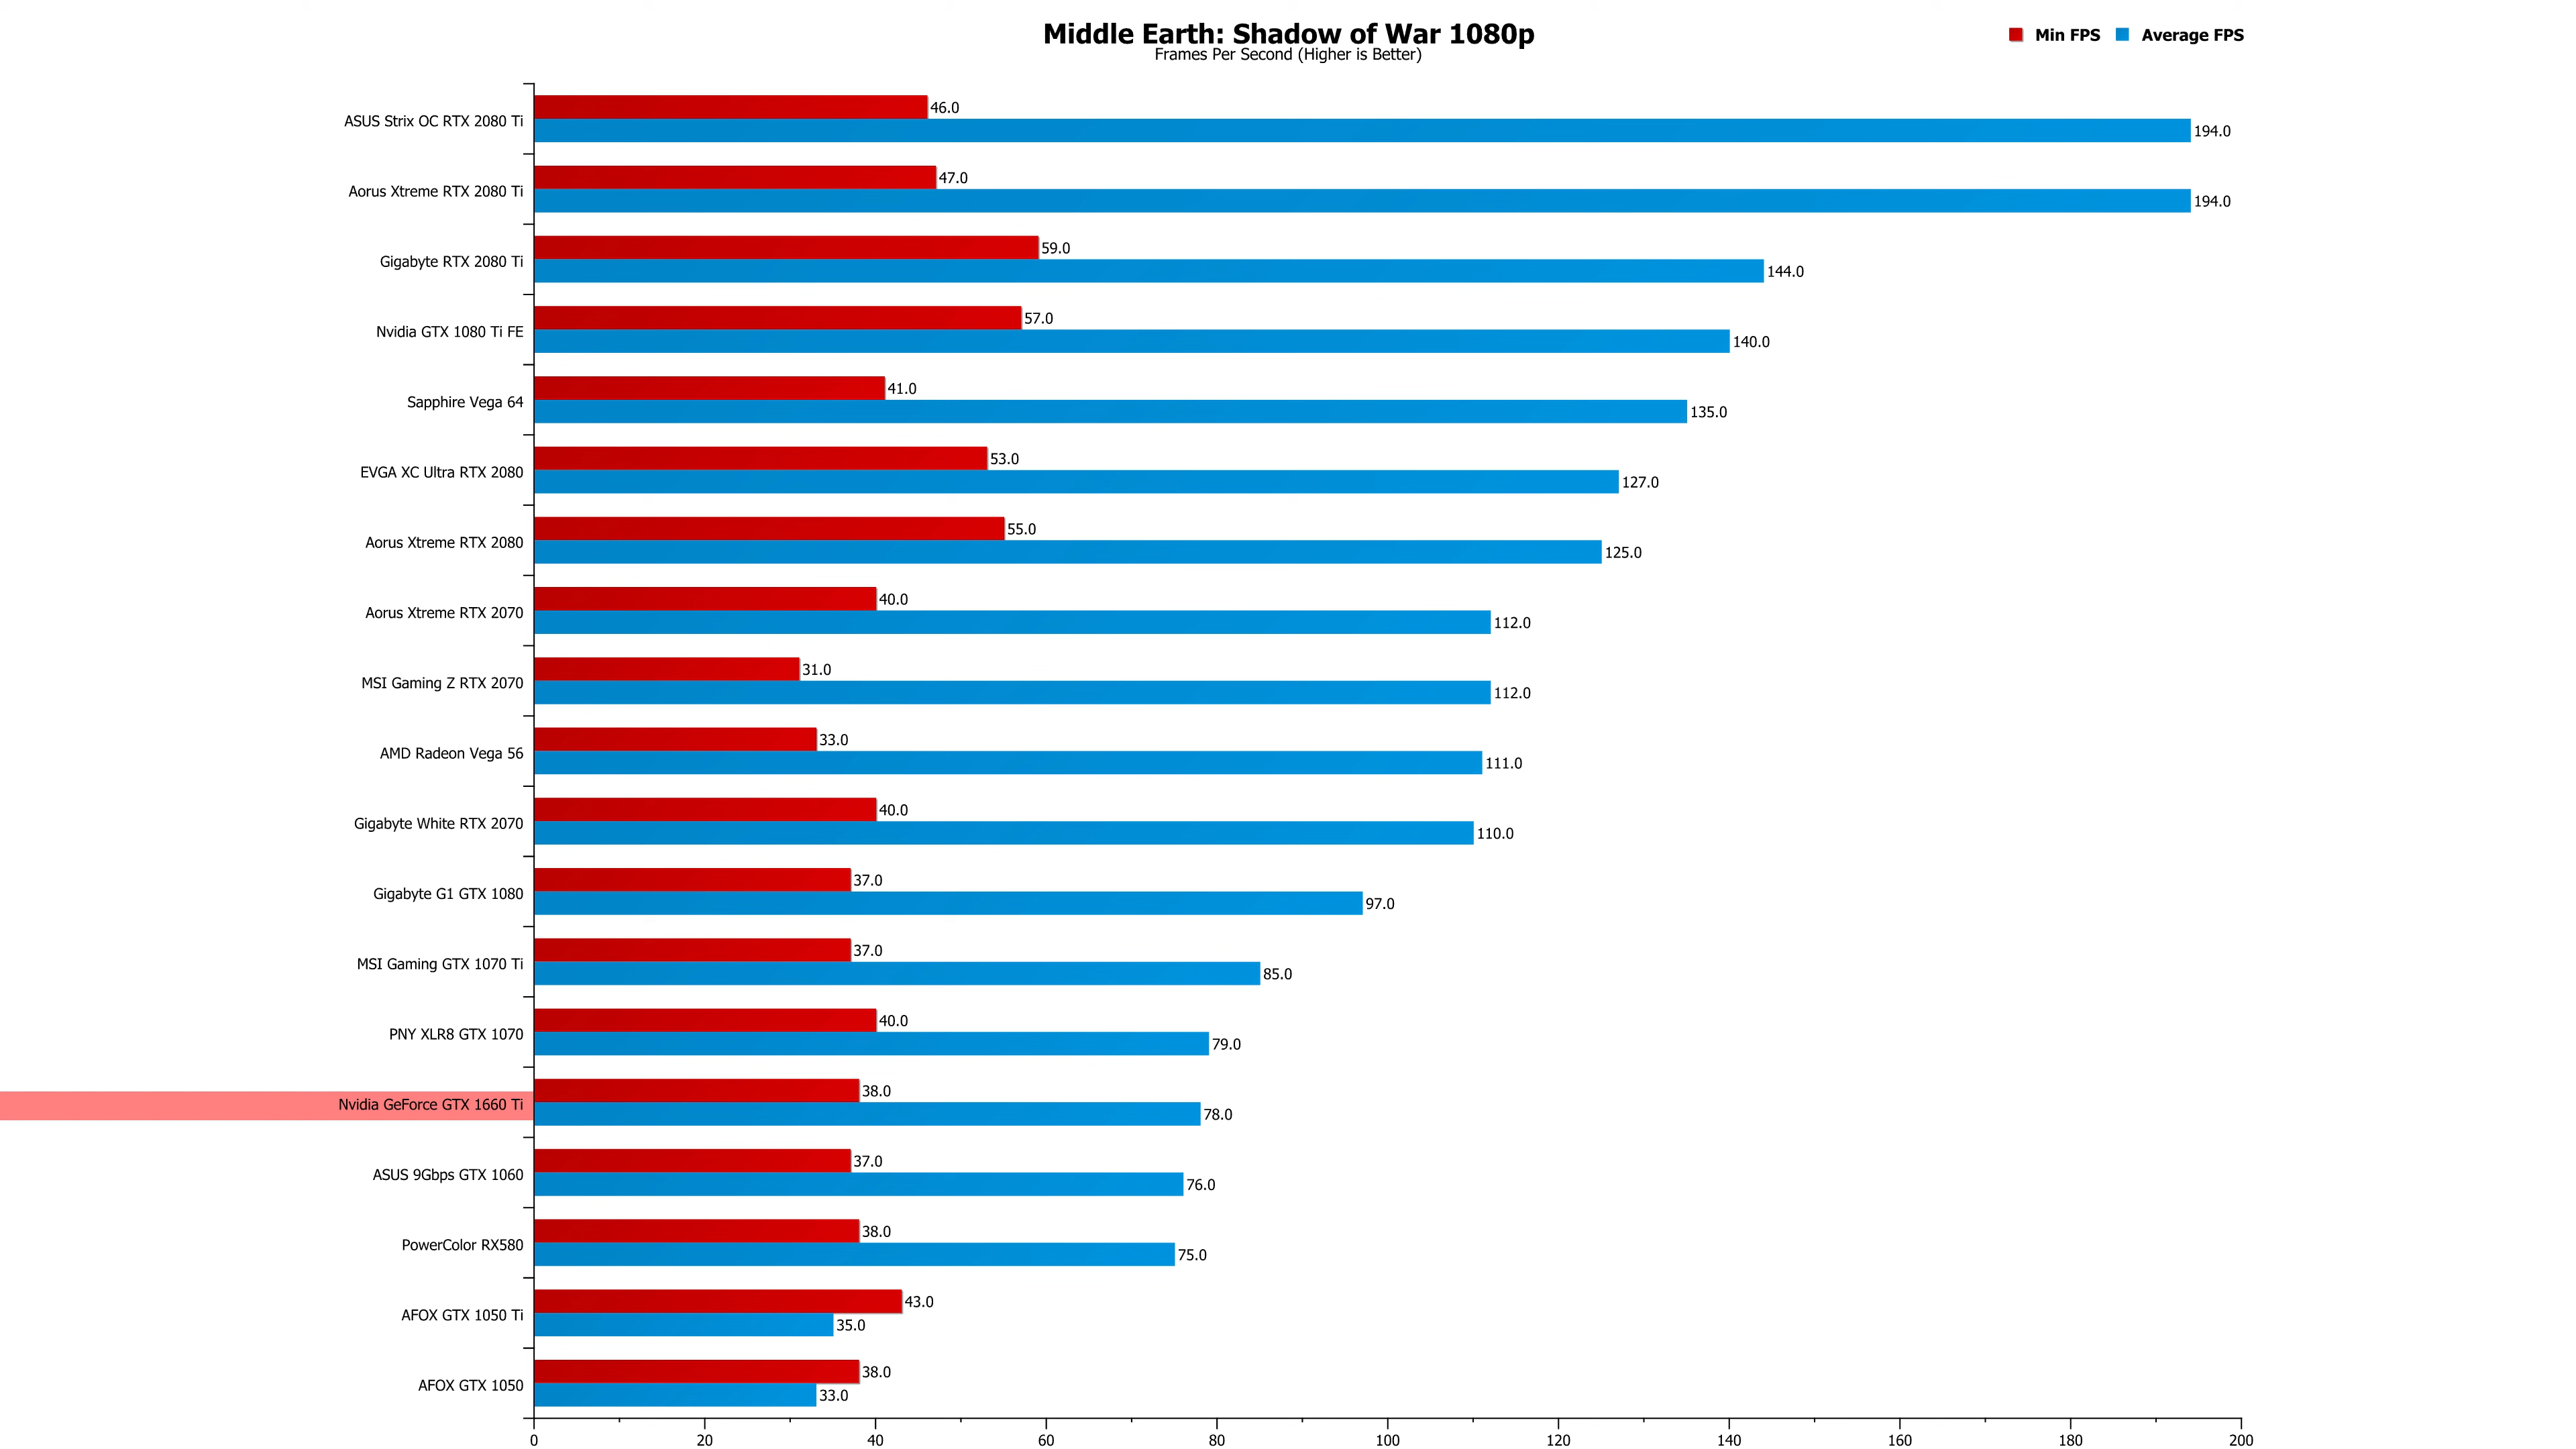 Middle Earth: Shadow of War 1080p
Frames Per Second (Higher is Better)
Min FPS Average FPS
ASUS Strix OC RTX 2080 Ti 46.0 194.0
Aorus Xtreme RTX 2080 Ti 47.0 194.0
Gigabyte RTX 2080 Ti 59.0 144.0
Nvidia GTX 1080 Ti FE 57.0 140.0
Sapphire Vega 64 41.0 135.0
EVGA XC Ultra RTX 2080 53.0 127.0
Aorus Xtreme RTX 2080 55.0 125.0
Aorus Xtreme RTX 2070 40.0 112.0
MSI Gaming Z RTX 2070 31.0 112.0
AMD Radeon Vega 56 33.0 111.0
Gigabyte White RTX 2070 40.0 110.0
Gigabyte G1 GTX 1080 37.0 97.0
MSI Gaming GTX 1070 Ti 37.0 85.0
PNY XLR8 GTX 1070 40.0 79.0
Nvidia GeForce GTX 1660 Ti 38.0 78.0
ASUS 9Gbps GTX 1060 37.0 76.0
PowerColor RX580 38.0 75.0
AFOX GTX 1050 Ti 43.0 35.0
AFOX GTX 1050 38.0 33.0
0 20 40 60 80 100 120 140 160 180 200